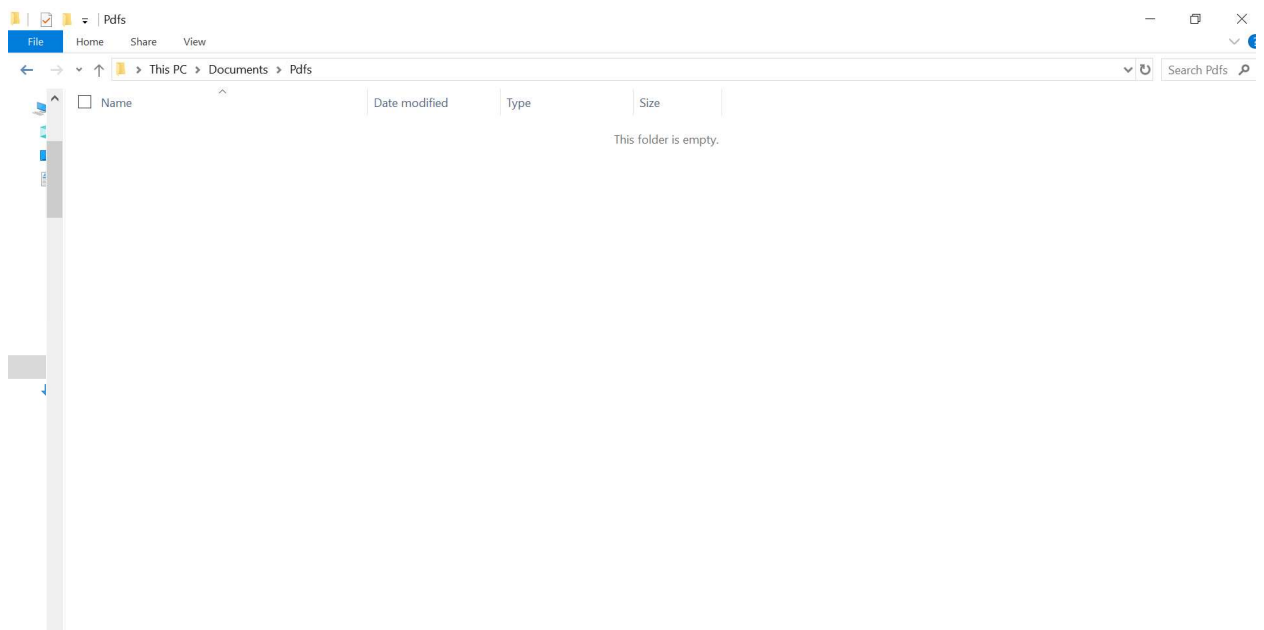 Pdfs
File Home Share View
This PC > Documents > Pdfs Search Pdfs
Name Date modified Type Size
This folder is empty.